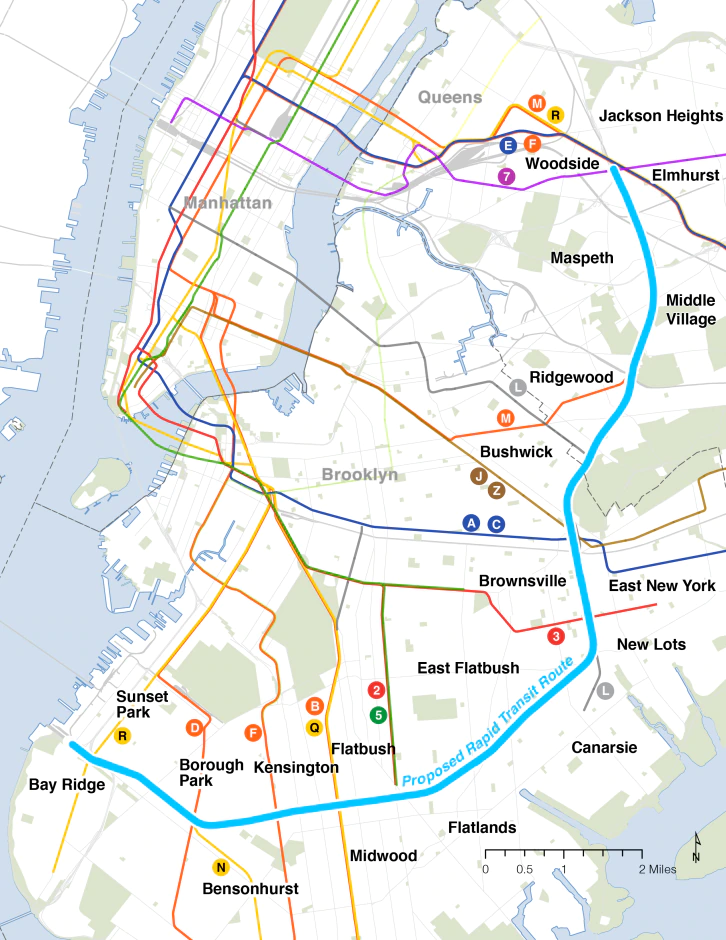 Queens
M
R
Jackson Heights
E
F
Woodside
7
Elmhurst
Manhattan
Maspeth
Middle
Village
Ridgewood
L
M
Bushwick
Brooklyn
J
Z
A
C
Brownsville
East New York
3
New Lots
East Flatbush
Proposed Rapid Transit Route
L
2
5
Sunset
Park
R
D
F
B
Q
Flatbush
Canarsie
Borough
Park
Kensington
Bay Ridge
Flatlands
Midwood
N
0 0.5 1 2 Miles
N
Bensonhurst